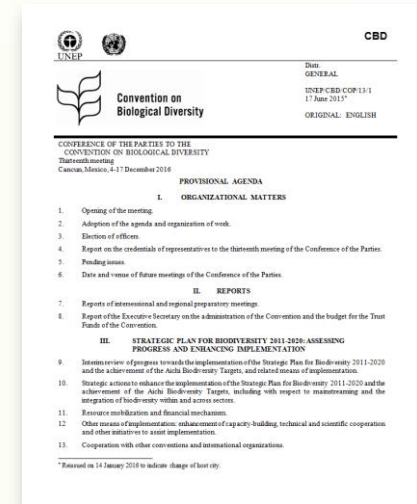 CBD
UNEP
Distr.
GENERAL
UNEP/CBD/COP/13/1
17 June 2015*
ORIGINAL: ENGLISH
Convention on
Biological Diversity
CONFERENCE OF THE PARTIES TO THE
CONVENTION ON BIOLOGICAL DIVERSITY
Thirteenth meeting
Cancun, Mexico, 4-17 December 2016
PROVISIONAL AGENDA
I. ORGANIZATIONAL MATTERS
1. Opening of the meeting.
2. Adoption of the agenda and organization of work.
3. Election of officers.
4. Report on the credentials of representatives to the thirteenth meeting of the Conference of the Parties.
5. Pending issues.
6. Date and venue of future meetings of the Conference of the Parties.
II. REPORTS
7. Reports of intersessional and regional preparatory meetings.
8. Report of the Executive Secretary on the administration of the Convention and the budget for the Trust
Funds of the Convention.
III. STRATEGIC PLAN FOR BIODIVERSITY 2011-2020: ASSESSING
PROGRESS AND ENHANCING IMPLEMENTATION
9. Interim review of progress towards the implementation of the Strategic Plan for Biodiversity 2011-2020
and the achievement of the Aichi Biodiversity Targets, and related means of implementation.
10. Strategic actions to enhance the implementation of the Strategic Plan for Biodiversity 2011-2020 and the
achievement of the Aichi Biodiversity Targets, including with respect to mainstreaming and the
integration of biodiversity within and across sectors.
11. Resource mobilization and financial mechanism.
12 Other means of implementation: enhancement of capacity-building, technical and scientific cooperation
and other initiatives to assist implementation.
13. Cooperation with other conventions and international organizations.
* Reissued on 14 January 2016 to indicate change of host city.